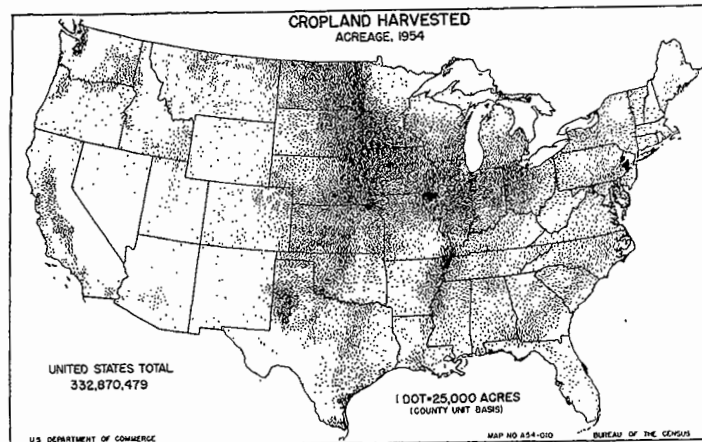 CROPLAND HARVESTED
ACREAGE, 1954
UNITED STATES TOTAL
332,870,479
1 DOT=25,000 ACRES
(COUNTY UNIT BASIS)
U.S. DEPARTMENT OF COMMERCE
MAP NO A54-010
BUREAU OF THE CENSUS